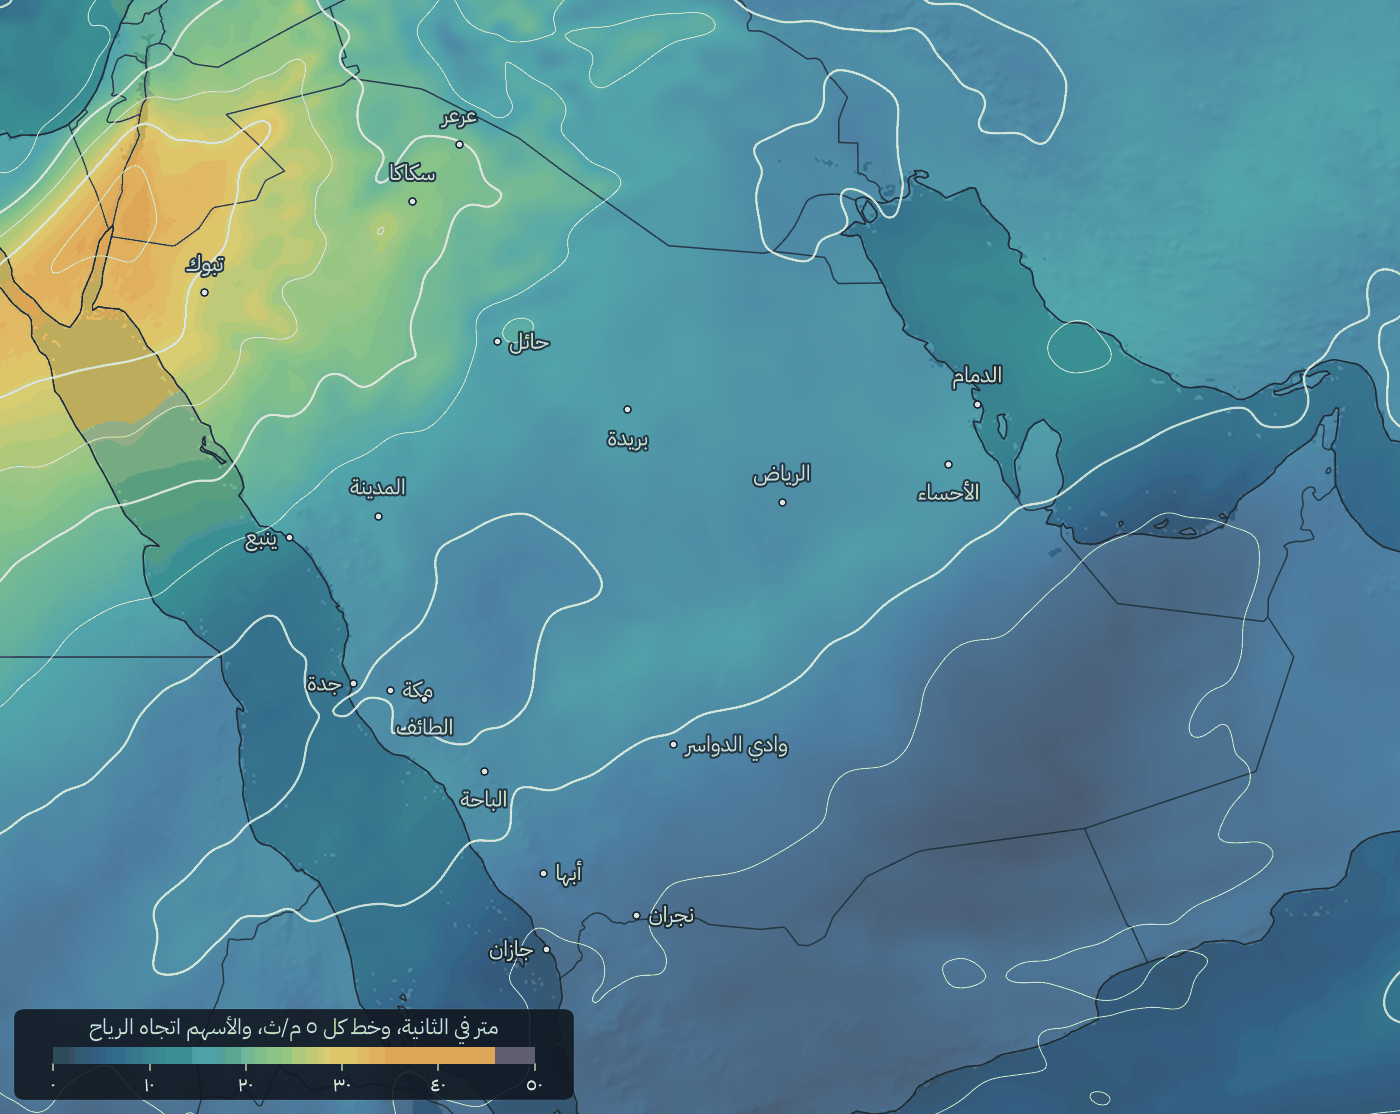 عرعر
سكاكا
تبوك
حائل
الدمام
بريدة
الرياض
المدينة
الأحساء
ينبع
جدة
مكة
الطائف
وادي الدواسر
الباحة
أبها
نجران
جازان
متر في الثانية، وخط كل ٥ م/ث، والأسهم اتجاه الرياح
٠ ١٠ ٢٠ ٣٠ ٤٠ ٥٠